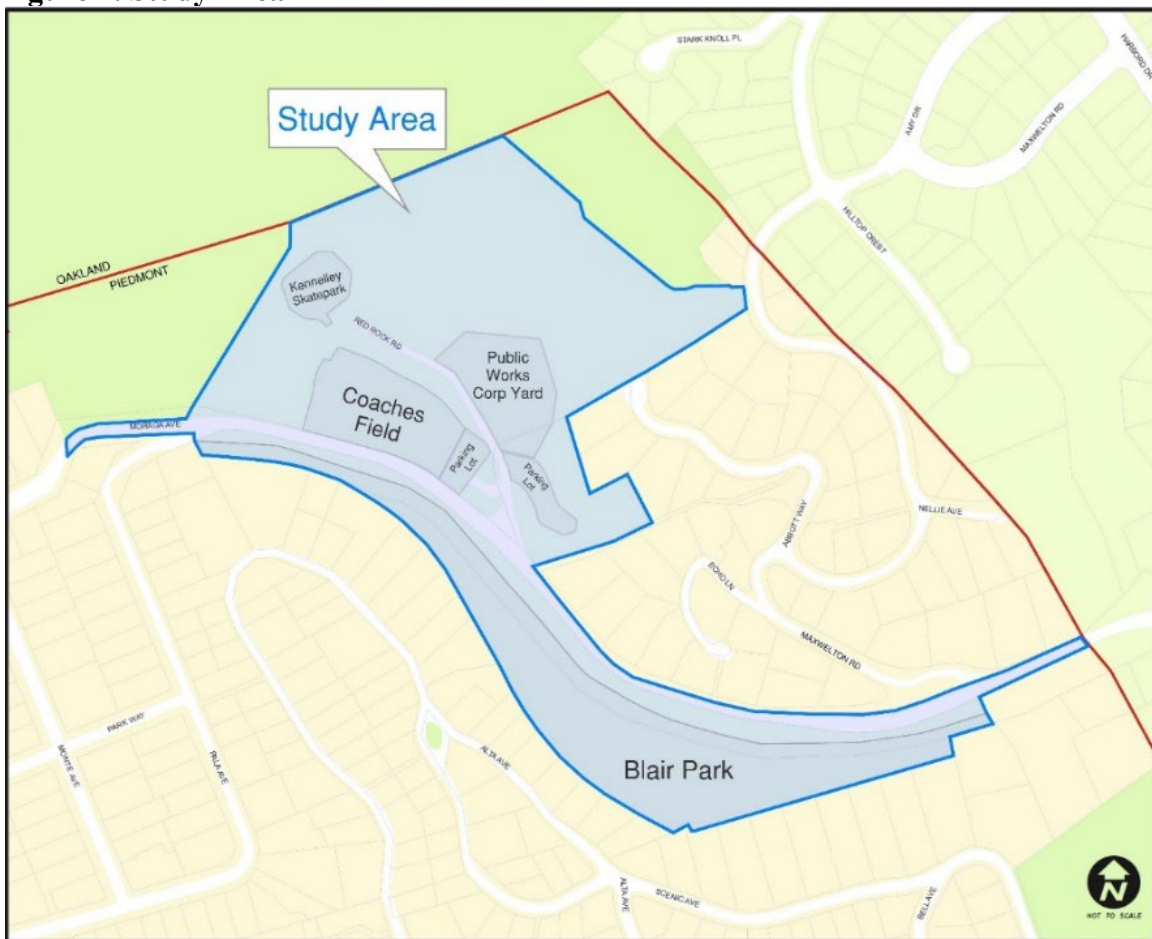 Study Area
STARK KNOLL PL
HARBORD DR
AMY DR
MAXWELTON RD
HILLTOP CREST
OAKLAND
PIEDMONT
Kennelley
Skatepark
RED ROCK RD
Public
Works
Corp Yard
Coaches
Field
MORAGA AVE
Parking
Lot
Parking
Lot
NELLIE AVE
ABBOTT WAY
ECHO LN
MAXWELTON RD
PARK WAY
MONTE AVE
PALA AVE
ALTA AVE
Blair Park
ALTA AVE
SCENIC AVE
BELL AVE
N
NOT TO SCALE